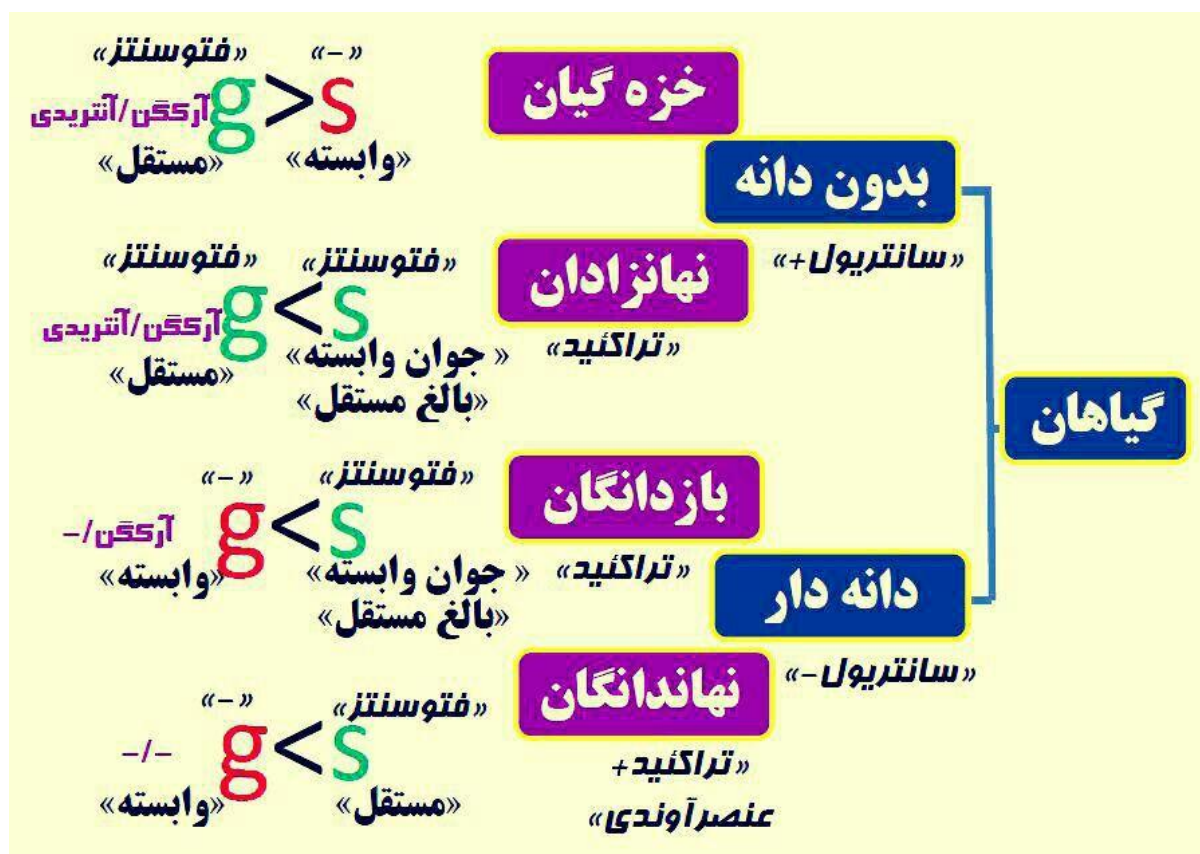 گیاهان
بدون دانه
«سانتریول+»
خزه گیان
«-»
s
«وابسته»
>
«فتوسنتز»
g
آرکگن/آنتریدی
«مستقل»
نهانزادان
«تراکئید»
«فتوسنتز»
s
«جوان وابسته»
«بالغ مستقل»
<
«فتوسنتز»
g
آرکگن/آنتریدی
«مستقل»
دانه دار
«سانتریول-»
بازدانگان
«تراکئید»
«فتوسنتز»
s
«جوان وابسته»
«بالغ مستقل»
<
«-»
g
آرکگن/-
«وابسته»
نهاندانگان
«تراکئید+
عنصرآوندی»
«فتوسنتز»
s
«مستقل»
<
«-»
g
-/-
«وابسته»